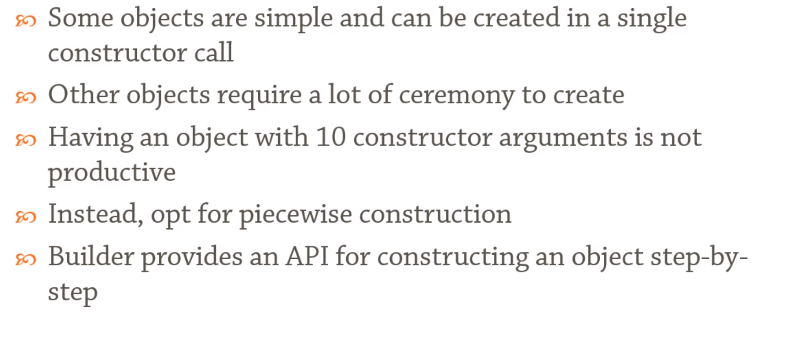 Some objects are simple and can be created in a single
constructor call
Other objects require a lot of ceremony to create
Having an object with 10 constructor arguments is not
productive
Instead, opt for piecewise construction
Builder provides an API for constructing an object step-by-
step